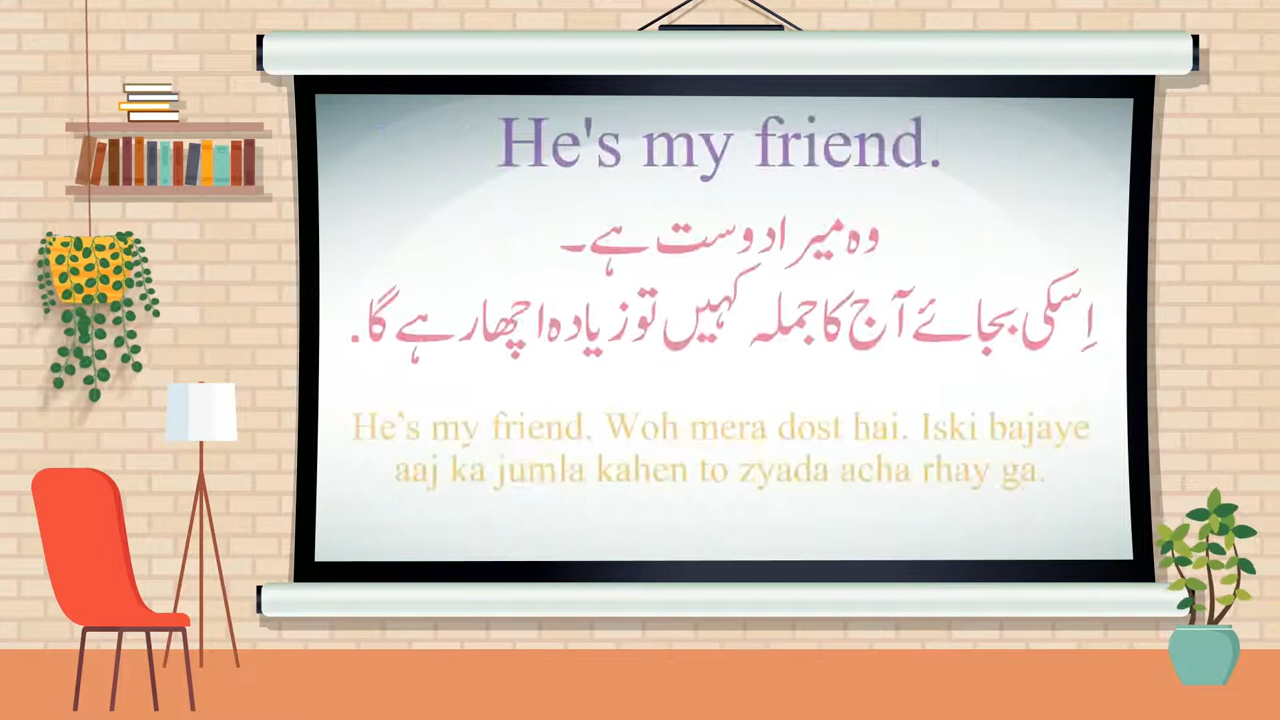 He's my friend.
وہ میرا دوست ہے۔
اِسکی بجائے آج کا جملہ کہیں تو زیادہ اچھا رہے گا.
He’s my friend. Woh mera dost hai. Iski bajaye
aaj ka jumla kahen to zyada acha rhay ga.